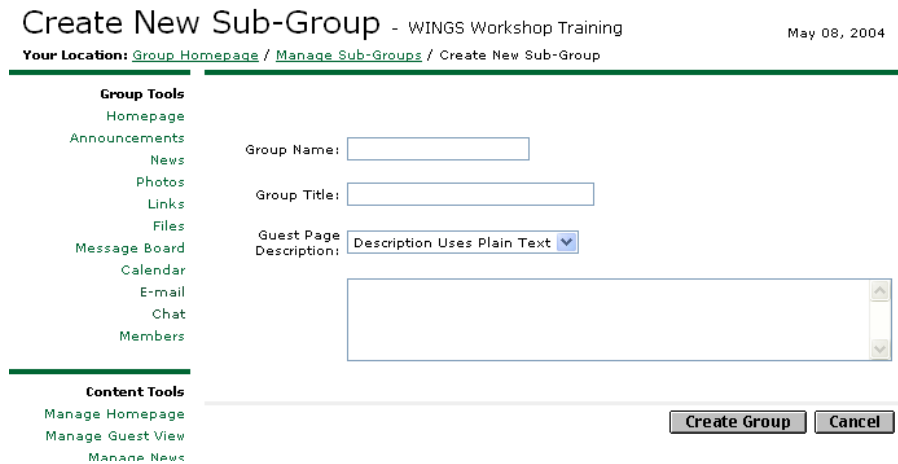 Create New Sub-Group - WINGS Workshop Training
May 08, 2004
Your Location: Group Homepage / Manage Sub-Groups / Create New Sub-Group
Group Tools
Homepage
Announcements
News
Photos
Links
Files
Message Board
Calendar
E-mail
Chat
Members
Content Tools
Manage Homepage
Manage Guest View
Manage News
Group Name:
Group Title:
Guest Page
Description:
Description Uses Plain Text
Create Group
Cancel